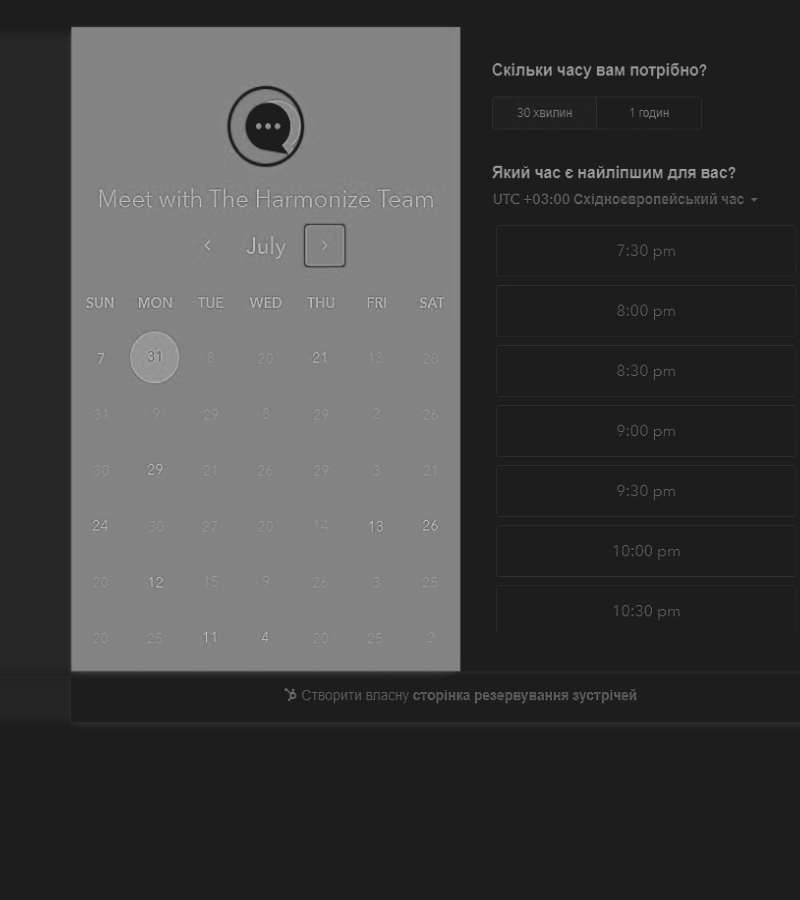 Meet with The Harmonize Team
July
SUN MON TUE WED THU FRI SAT
7 31 8 20 21 13 28
31 9 29 8 29 2 26
30 29 21 26 29 3 21
24 30 27 20 14 13 26
20 12 15 9 26 3 25
20 25 11 4 20 25 2
Скільки часу вам потрібно?
30 хвилин 1 годин
Який час є найліпшим для вас?
UTC +03:00 Східноєвропейський час
7:30 pm
8:00 pm
8:30 pm
9:00 pm
9:30 pm
10:00 pm
10:30 pm
Створити власну сторінка резервування зустрічей